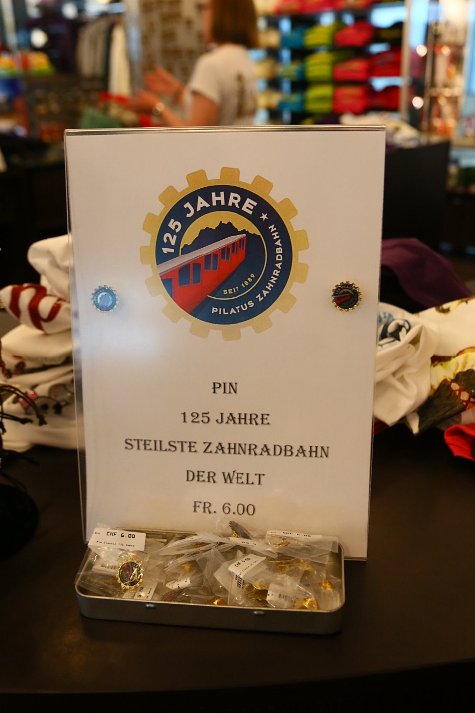 125 JAHRE
SEIT 1889
PILATUS ZAHNRADBAHN
PIN
125 JAHRE
STEILSTE ZAHNRADBAHN
DER WELT
FR. 6.00
CHF 6.00